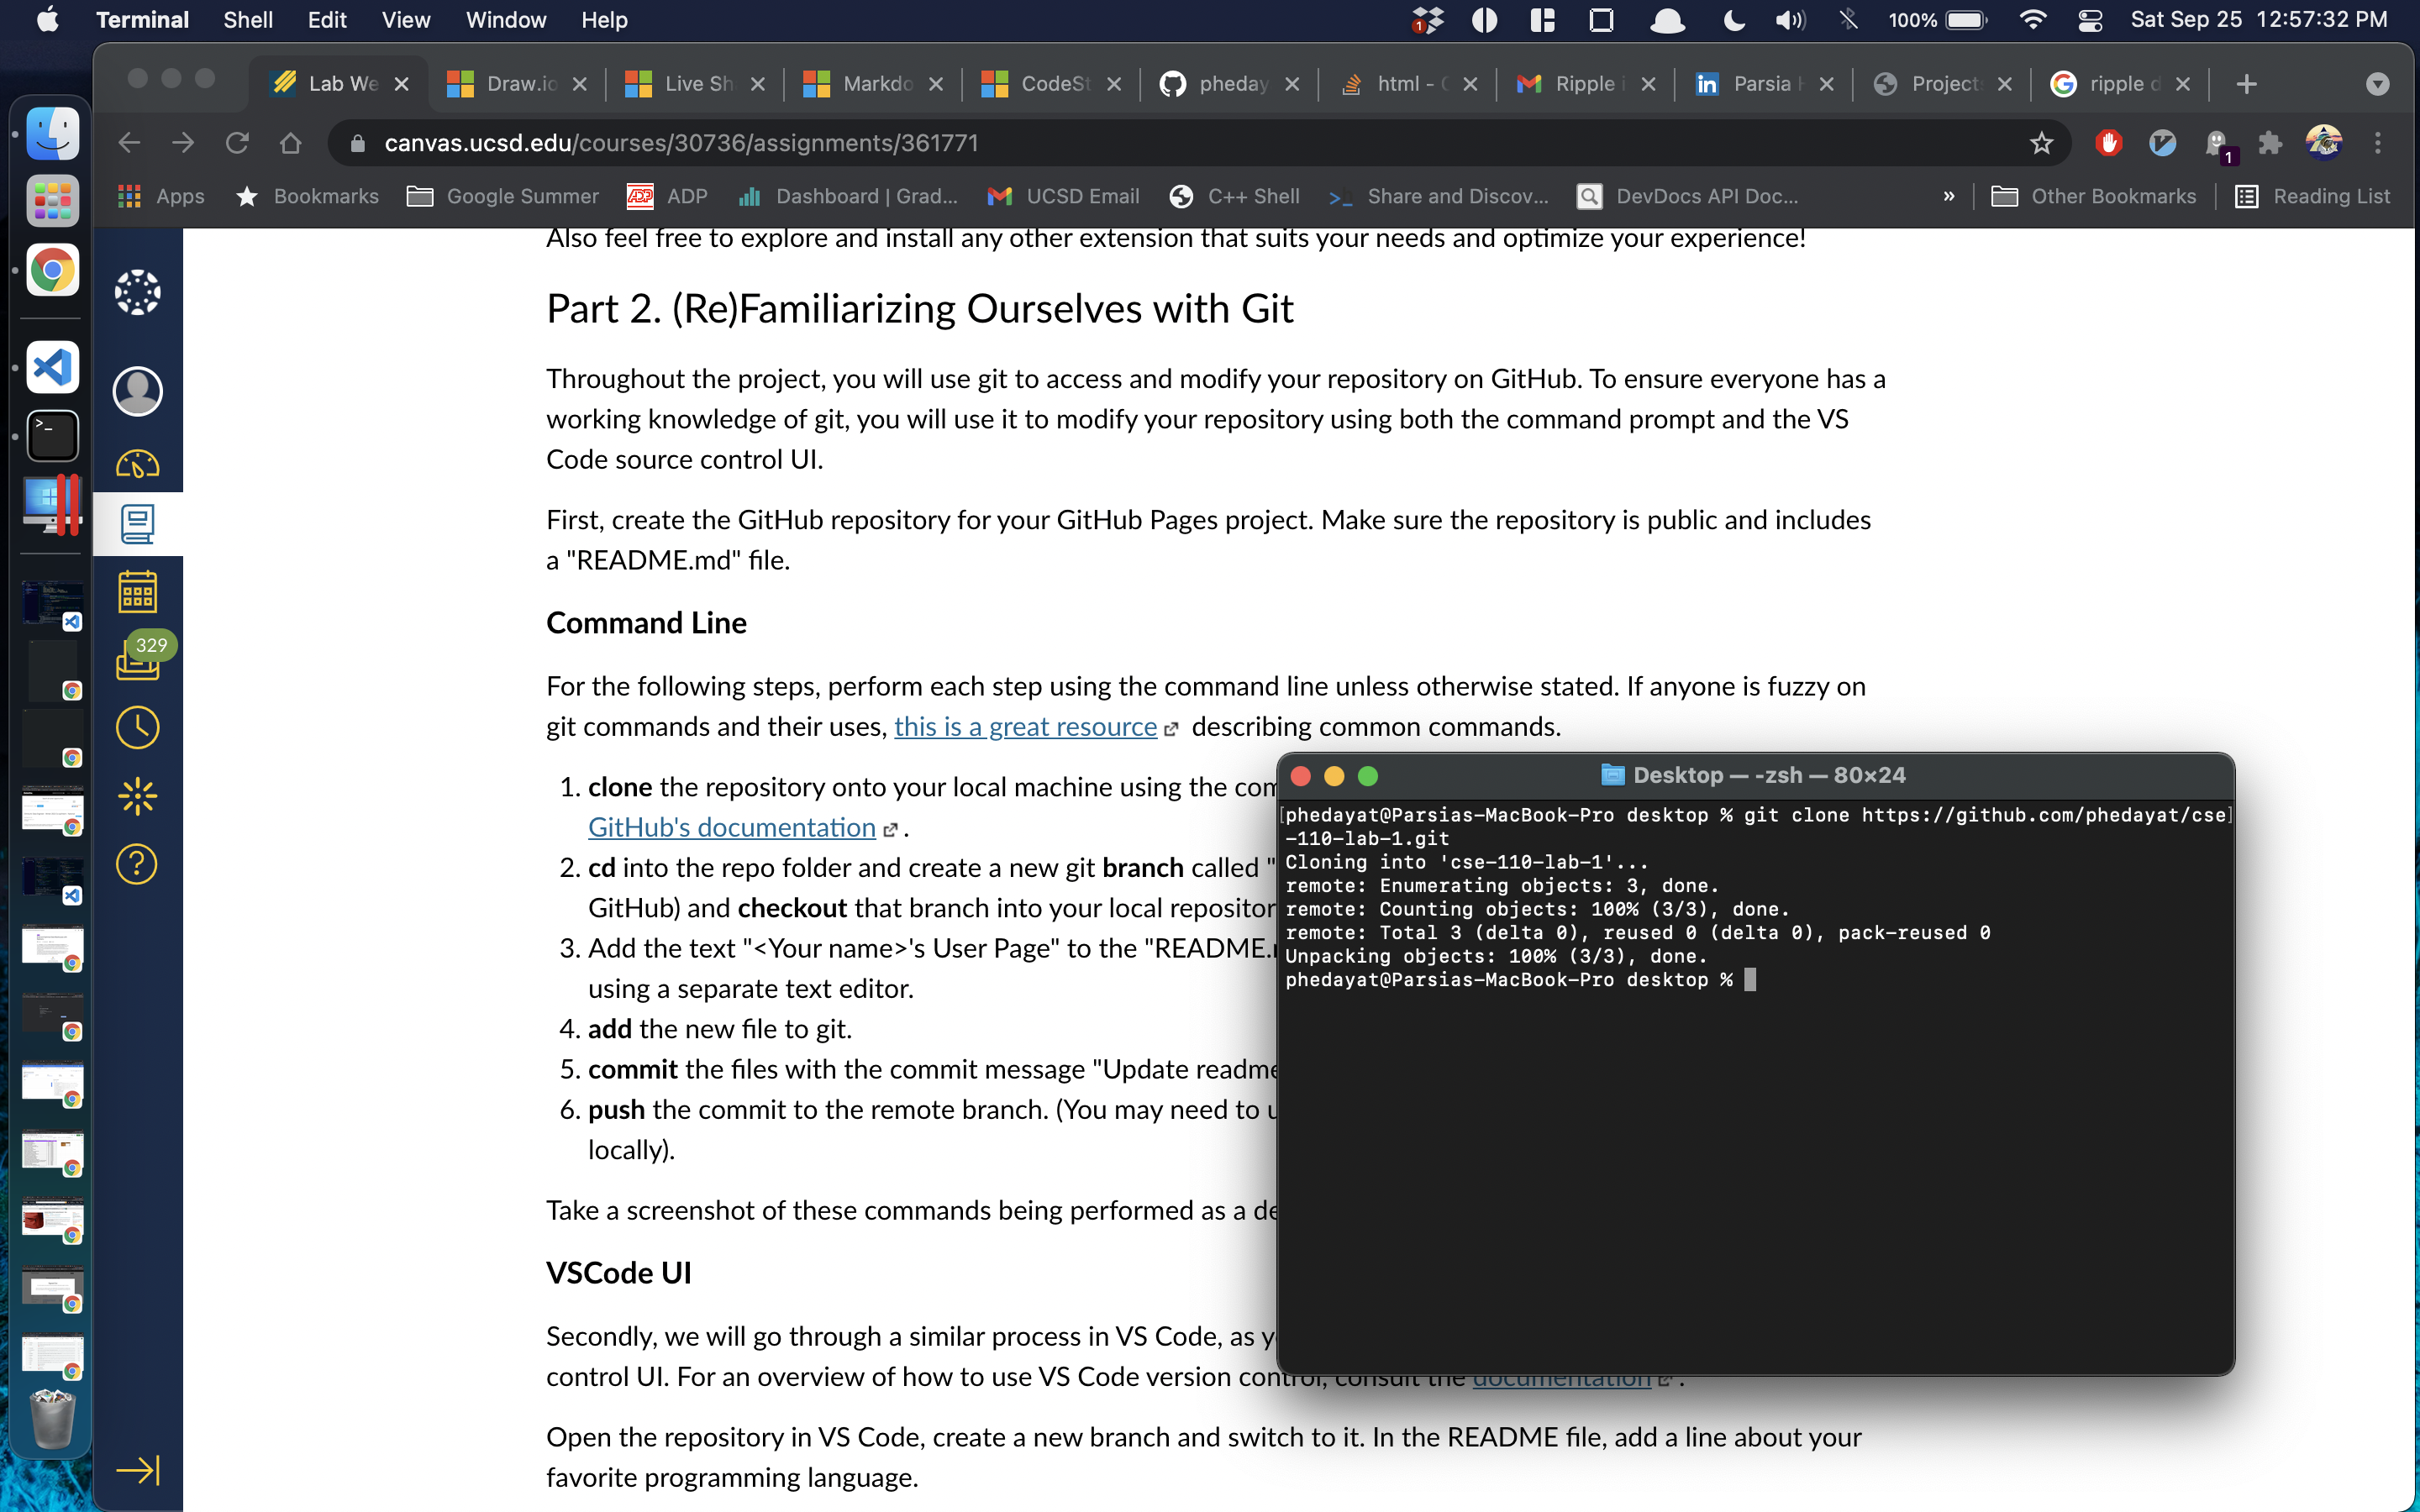 Terminal Shell Edit View Window Help 1 100% Sat Sep 25 12:57:32 PM
Lab We Draw.io Live Sh Markdo CodeSt pheday html - Ripple i Parsia H Project: ripple d
canvas.ucsd.edu/courses/30736/assignments/361771 1
Apps Bookmarks Google Summer ADP ADP Dashboard | Grad... UCSD Email C++ Shell Share and Discov... DevDocs API Doc... » Other Bookmarks Reading List
Also feel free to explore and install any other extension that suits your needs and optimize your experience!
Part 2. (Re)Familiarizing Ourselves with Git
Throughout the project, you will use git to access and modify your repository on GitHub. To ensure everyone has a
working knowledge of git, you will use it to modify your repository using both the command prompt and the VS
Code source control UI.
First, create the GitHub repository for your GitHub Pages project. Make sure the repository is public and includes
a "README.md" file.
329
Command Line
For the following steps, perform each step using the command line unless otherwise stated. If anyone is fuzzy on
git commands and their uses, this is a great resource describing common commands.
1. clone the repository onto your local machine using the com
GitHub's documentation .
2. cd into the repo folder and create a new git branch called "
GitHub) and checkout that branch into your local repositor
3. Add the text "<Your name>'s User Page" to the "README.
using a separate text editor.
4. add the new file to git.
5. commit the files with the commit message "Update readme
6. push the commit to the remote branch. (You may need to u
locally).
Take a screenshot of these commands being performed as a de
VSCode UI
Secondly, we will go through a similar process in VS Code, as y
control UI. For an overview of how to use VS Code version control, consult the documentation .
Open the repository in VS Code, create a new branch and switch to it. In the README file, add a line about your
favorite programming language.
Desktop — -zsh — 80×24
[phedayat@Parsias-MacBook-Pro desktop % git clone https://github.com/phedayat/cse]
-110-lab-1.git
Cloning into 'cse-110-lab-1'...
remote: Enumerating objects: 3, done.
remote: Counting objects: 100% (3/3), done.
remote: Total 3 (delta 0), reused 0 (delta 0), pack-reused 0
Unpacking objects: 100% (3/3), done.
phedayat@Parsias-MacBook-Pro desktop %